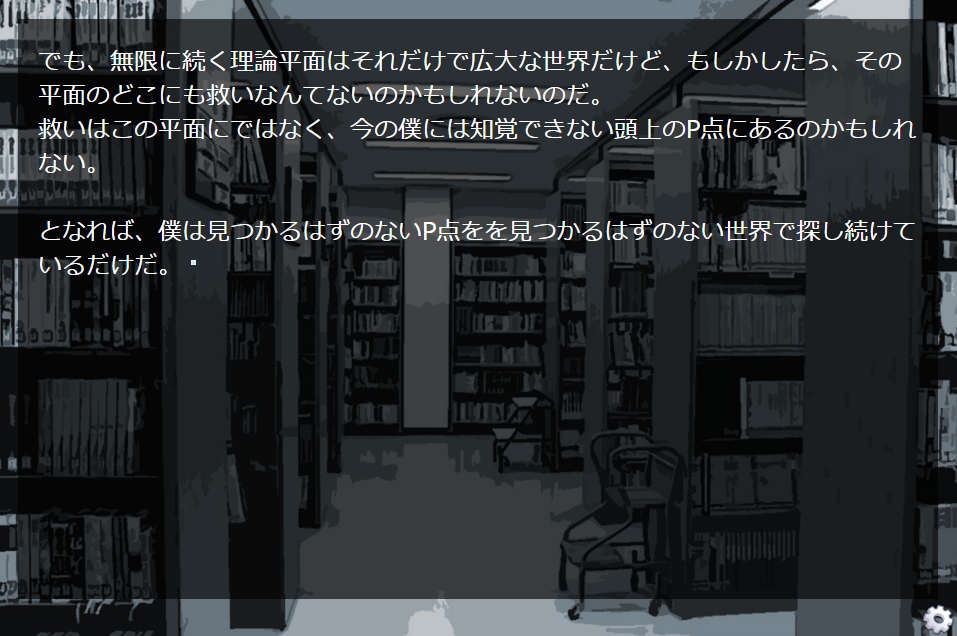 でも、無限に続く理論平面はそれだけで広大な世界だけど、もしかしたら、その
平面のどこにも救いなんてないのかもしれないのだ。
救いはこの平面にではなく、今の僕には知覚できない頭上のP点にあるのかもしれ
ない。
となれば、僕は見つかるはずのないP点をを見つかるはずのない世界で探し続けて
いるだけだ。